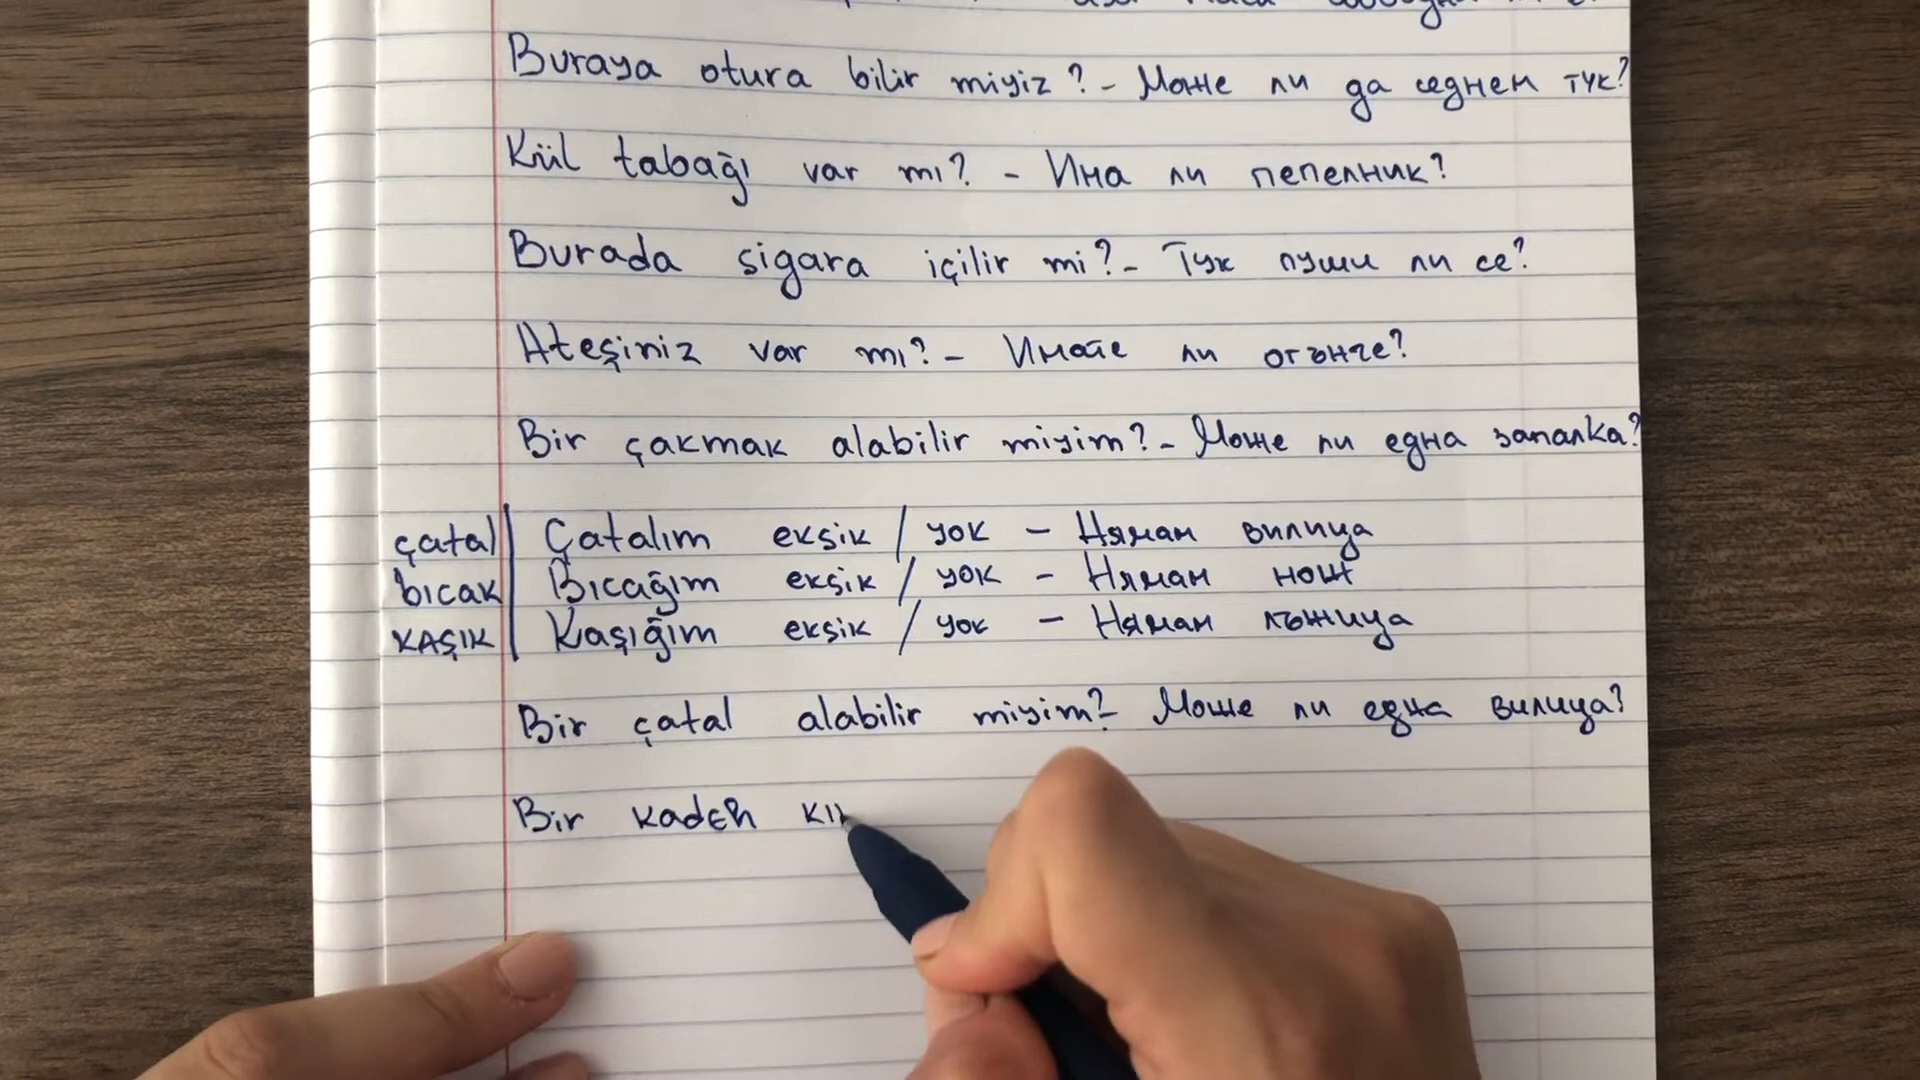 Buraya otura bilir miyiz? - Може ли да седнем тук?
Kül tabağı var mı? - Има ли пепелник?
Burada sigara içilir mi? - Тук пуши ли се?
Ateşiniz var mı? - Имате ли огънче?
Bir çakmak alabilir miyim? - Може ли една запалка?
çatal | Çatalım eksik / yok - Нямам вилица
bıcak | Bıcağım eksik / yok - Нямам нож
KAŞIK | Kaşığım eksik / yok - Нямам лъжица
Bir çatal alabilir miyim? - Може ли една вилица?
Bir kadeh